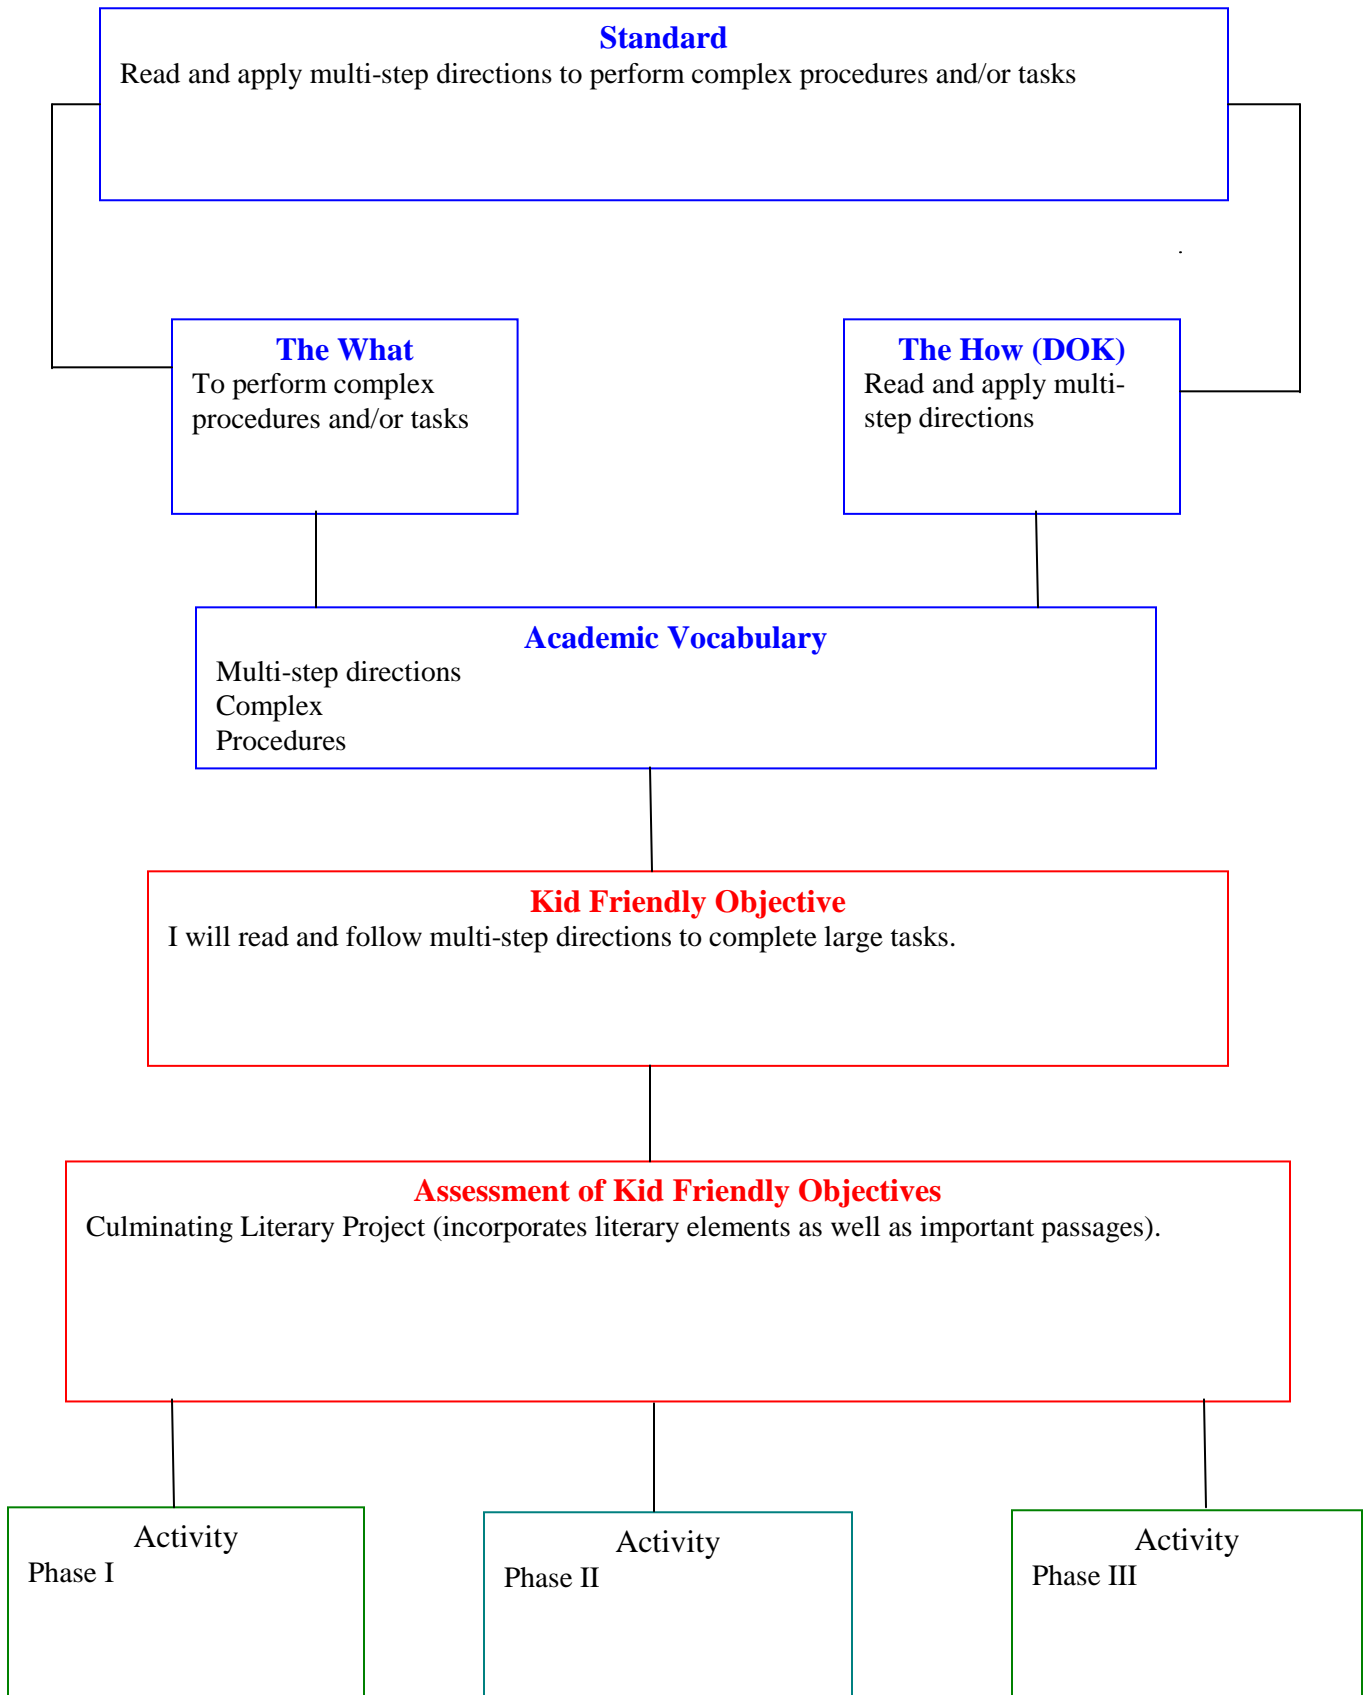 Standard
Read and apply multi-step directions to perform complex procedures and/or tasks
The What
To perform complex
procedures and/or tasks
The How (DOK)
Read and apply multi-
step directions
Academic Vocabulary
Multi-step directions
Complex
Procedures
Kid Friendly Objective
I will read and follow multi-step directions to complete large tasks.
Assessment of Kid Friendly Objectives
Culminating Literary Project (incorporates literary elements as well as important passages).
Activity
Phase I
Activity
Phase II
Activity
Phase III